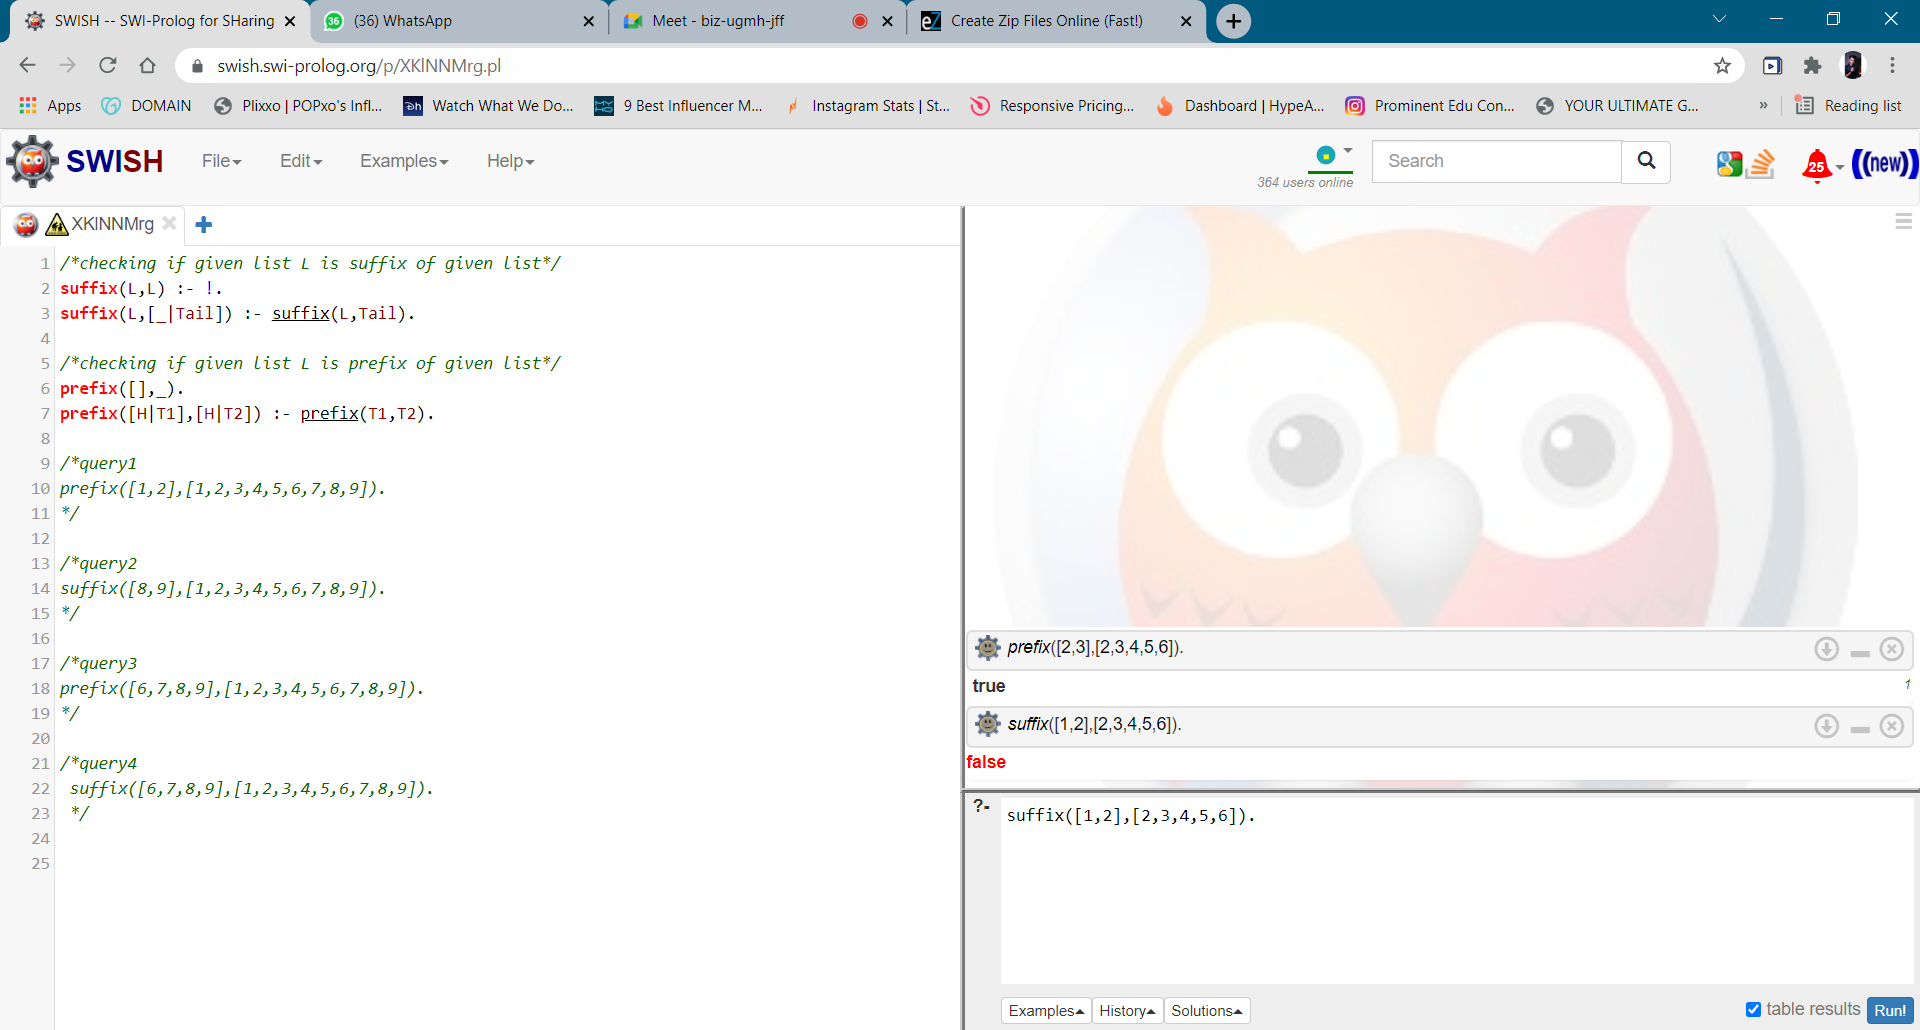 SWISH -- SWI-Prolog for SHaring
(36) WhatsApp
Meet - biz-ugmh-jff
Create Zip Files Online (Fast!)
swish.swi-prolog.org/p/XKlNNMrg.pl
Apps
DOMAIN
Plixxo | POPxo's Infl...
Watch What We Do...
9 Best Influencer M...
Instagram Stats | St...
Responsive Pricing...
Dashboard | HypeA...
Prominent Edu Con...
YOUR ULTIMATE G...
»
Reading list
SWISH
File
Edit
Examples
Help
364 users online
Search
25
((new))
XKlNNMrg
1 /*checking if given list L is suffix of given list*/
2 suffix(L,L) :- !.
3 suffix(L,[_|Tail]) :- suffix(L,Tail).
4
5 /*checking if given list L is prefix of given list*/
6 prefix([],_).
7 prefix([H|T1],[H|T2]) :- prefix(T1,T2).
8
9 /*query1
10 prefix([1,2],[1,2,3,4,5,6,7,8,9]).
11 */
12
13 /*query2
14 suffix([8,9],[1,2,3,4,5,6,7,8,9]).
15 */
16
17 /*query3
18 prefix([6,7,8,9],[1,2,3,4,5,6,7,8,9]).
19 */
20
21 /*query4
22 suffix([6,7,8,9],[1,2,3,4,5,6,7,8,9]).
23 */
24
25
prefix([2,3],[2,3,4,5,6]).
true 1
suffix([1,2],[2,3,4,5,6]).
false
?- suffix([1,2],[2,3,4,5,6]).
Examples
History
Solutions
table results
Run!